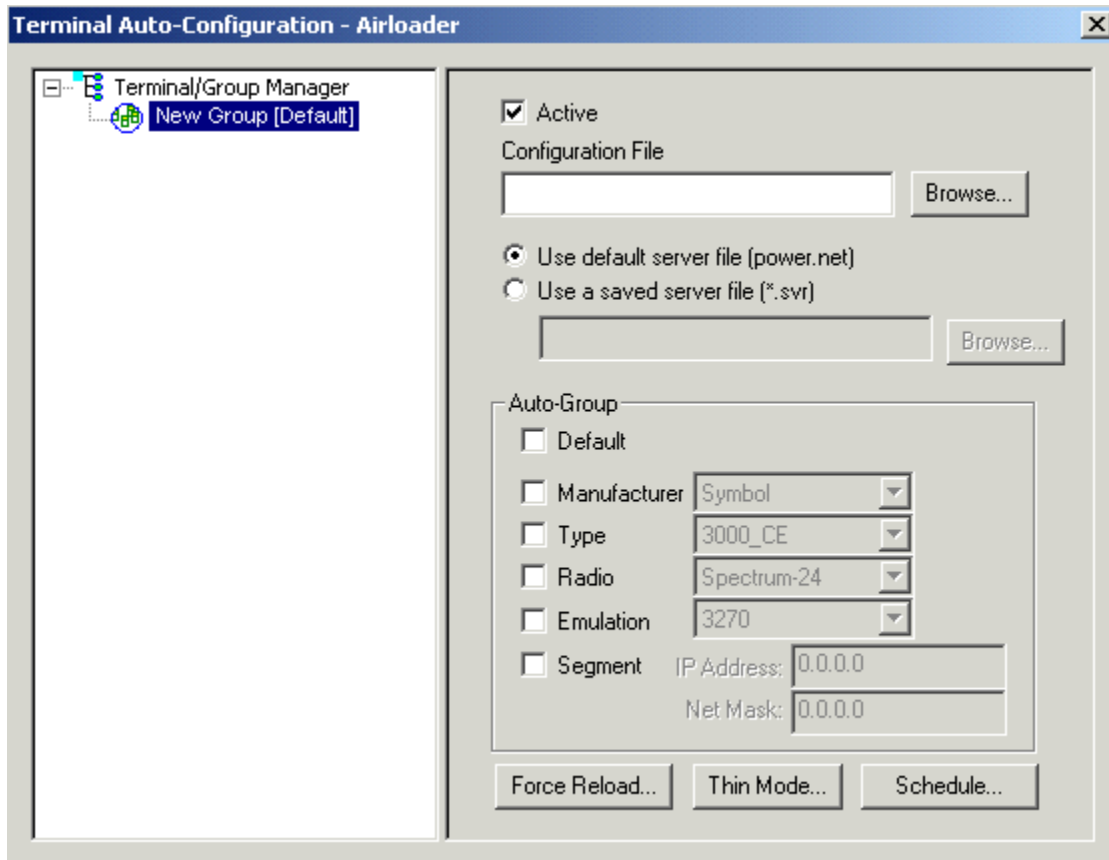 Terminal Auto-Configuration - Airloader
Terminal/Group Manager
New Group [Default]
Active
Configuration File
Browse...
Use default server file (power.net)
Use a saved server file (*.svr)
Browse...
Auto-Group
Default
Manufacturer Symbol
Type 3000_CE
Radio Spectrum-24
Emulation 3270
Segment IP Address: 0.0.0.0
Net Mask: 0.0.0.0
Force Reload... Thin Mode... Schedule...